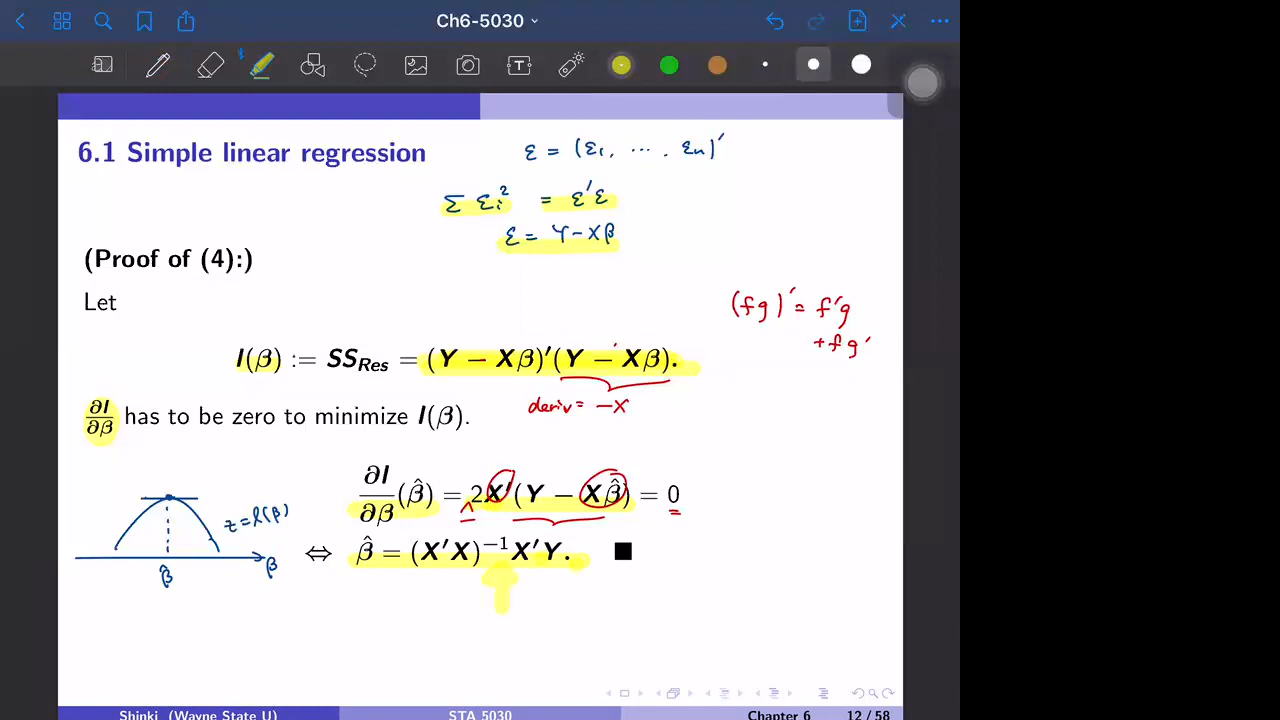 Ch6-5030
6.1 Simple linear regression
ε = (ε1, ... . εn)′
Σ εi² = ε′ε
ε = Y-Xβ
(Proof of (4):)
Let
(fg)′ = f′g
+fg′
l(β) := SS_Res = (Y − Xβ)′(Y − Xβ).
deriv = -X
∂l/∂β has to be zero to minimize l(β).
∂l/∂β(β̂) = 2X′(Y − Xβ̂) = 0
z = l(β)
⇔ β̂ = (X′X)⁻¹X′Y. ■
β
β̂
Shinki (Wayne State U) STA 5030 Chapter 6 12 / 58